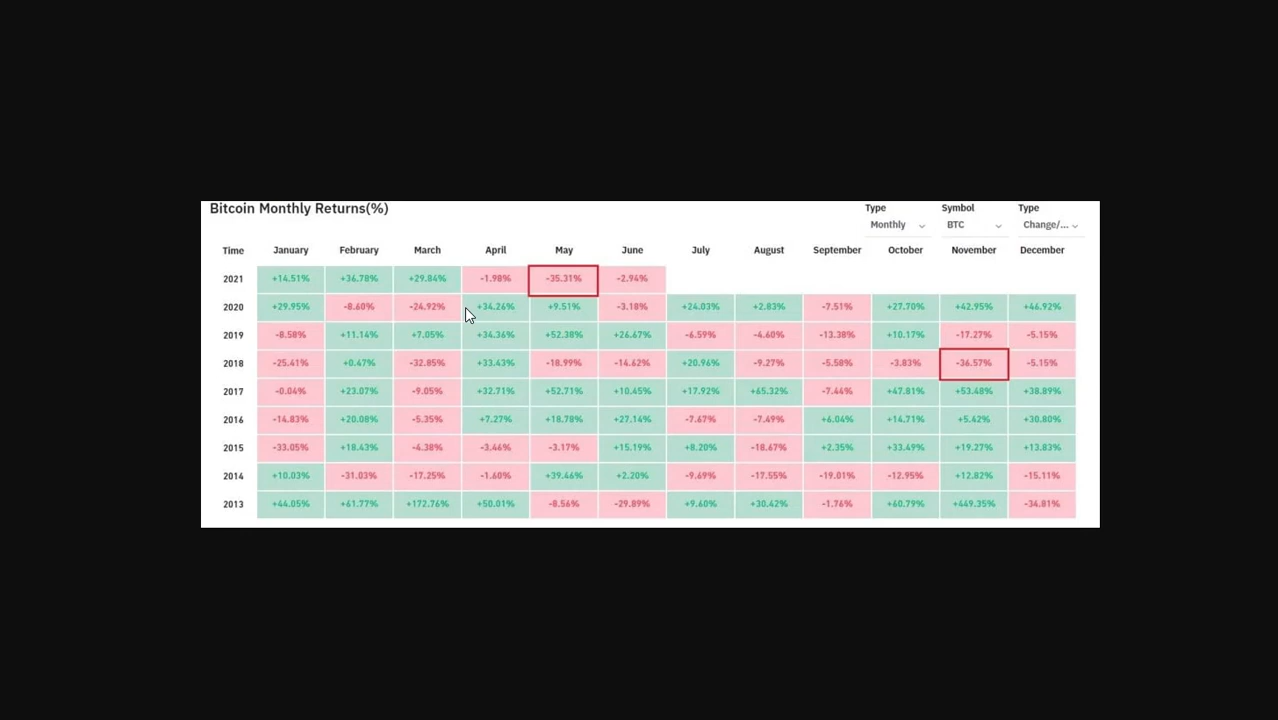 Bitcoin Monthly Returns(%)
Type Symbol Type
Monthly BTC Change/...
Time January February March April May June July August September October November December
2021 +14.51% +36.78% +29.84% -1.98% -35.31% -2.94%
2020 +29.95% -8.60% -24.92% +34.26% +9.51% -3.18% +24.03% +2.83% -7.51% +27.70% +42.95% +46.92%
2019 -8.58% +11.14% +7.05% +34.36% +52.38% +26.67% -6.59% -4.60% -13.38% +10.17% -17.27% -5.15%
2018 -25.41% +0.47% -32.85% +33.43% -18.99% -14.62% +20.96% -9.27% -5.58% -3.83% -36.57% -5.15%
2017 -0.04% +23.07% -9.05% +32.71% +52.71% +10.45% +17.92% +65.32% -7.44% +47.81% +53.48% +38.89%
2016 -14.83% +20.08% -5.35% +7.27% +18.78% +27.14% -7.67% -7.49% +6.04% +14.71% +5.42% +30.80%
2015 -33.05% +18.43% -4.38% -3.46% -3.17% +15.19% +8.20% -18.67% +2.35% +33.49% +19.27% +13.83%
2014 +10.03% -31.03% -17.25% -1.60% +39.46% +2.20% -9.69% -17.55% -19.01% -12.95% +12.82% -15.11%
2013 +44.05% +61.77% +172.76% +50.01% -8.56% -29.89% +9.60% +30.42% -1.76% +60.79% +449.35% -34.81%